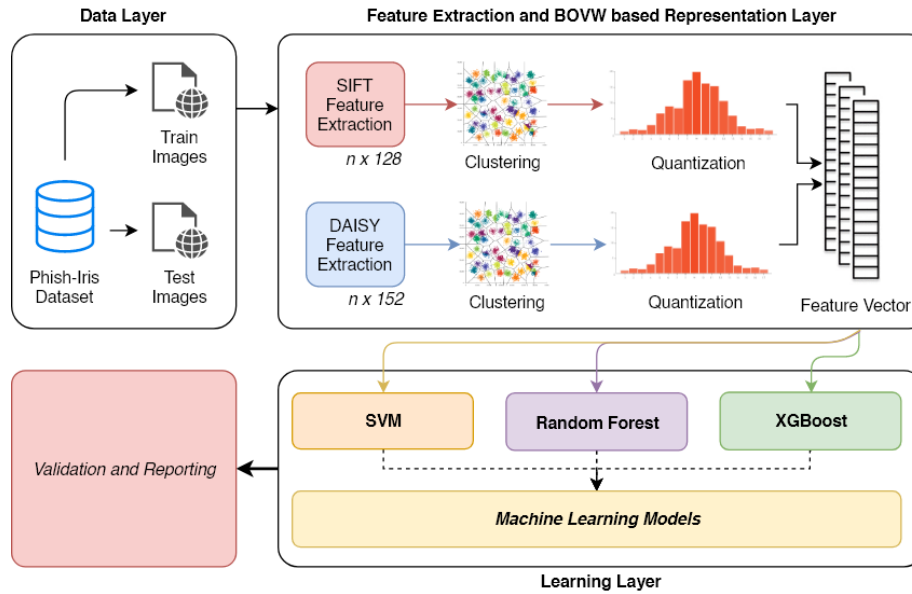 Data Layer
Feature Extraction and BOVW based Representation Layer
Train
Images
Phish-Iris
Dataset
Test
Images
SIFT
Feature
Extraction
n x 128
Clustering
Quantization
DAISY
Feature
Extraction
n x 152
Clustering
Quantization
Feature Vector
SVM
Random Forest
XGBoost
Validation and Reporting
Machine Learning Models
Learning Layer